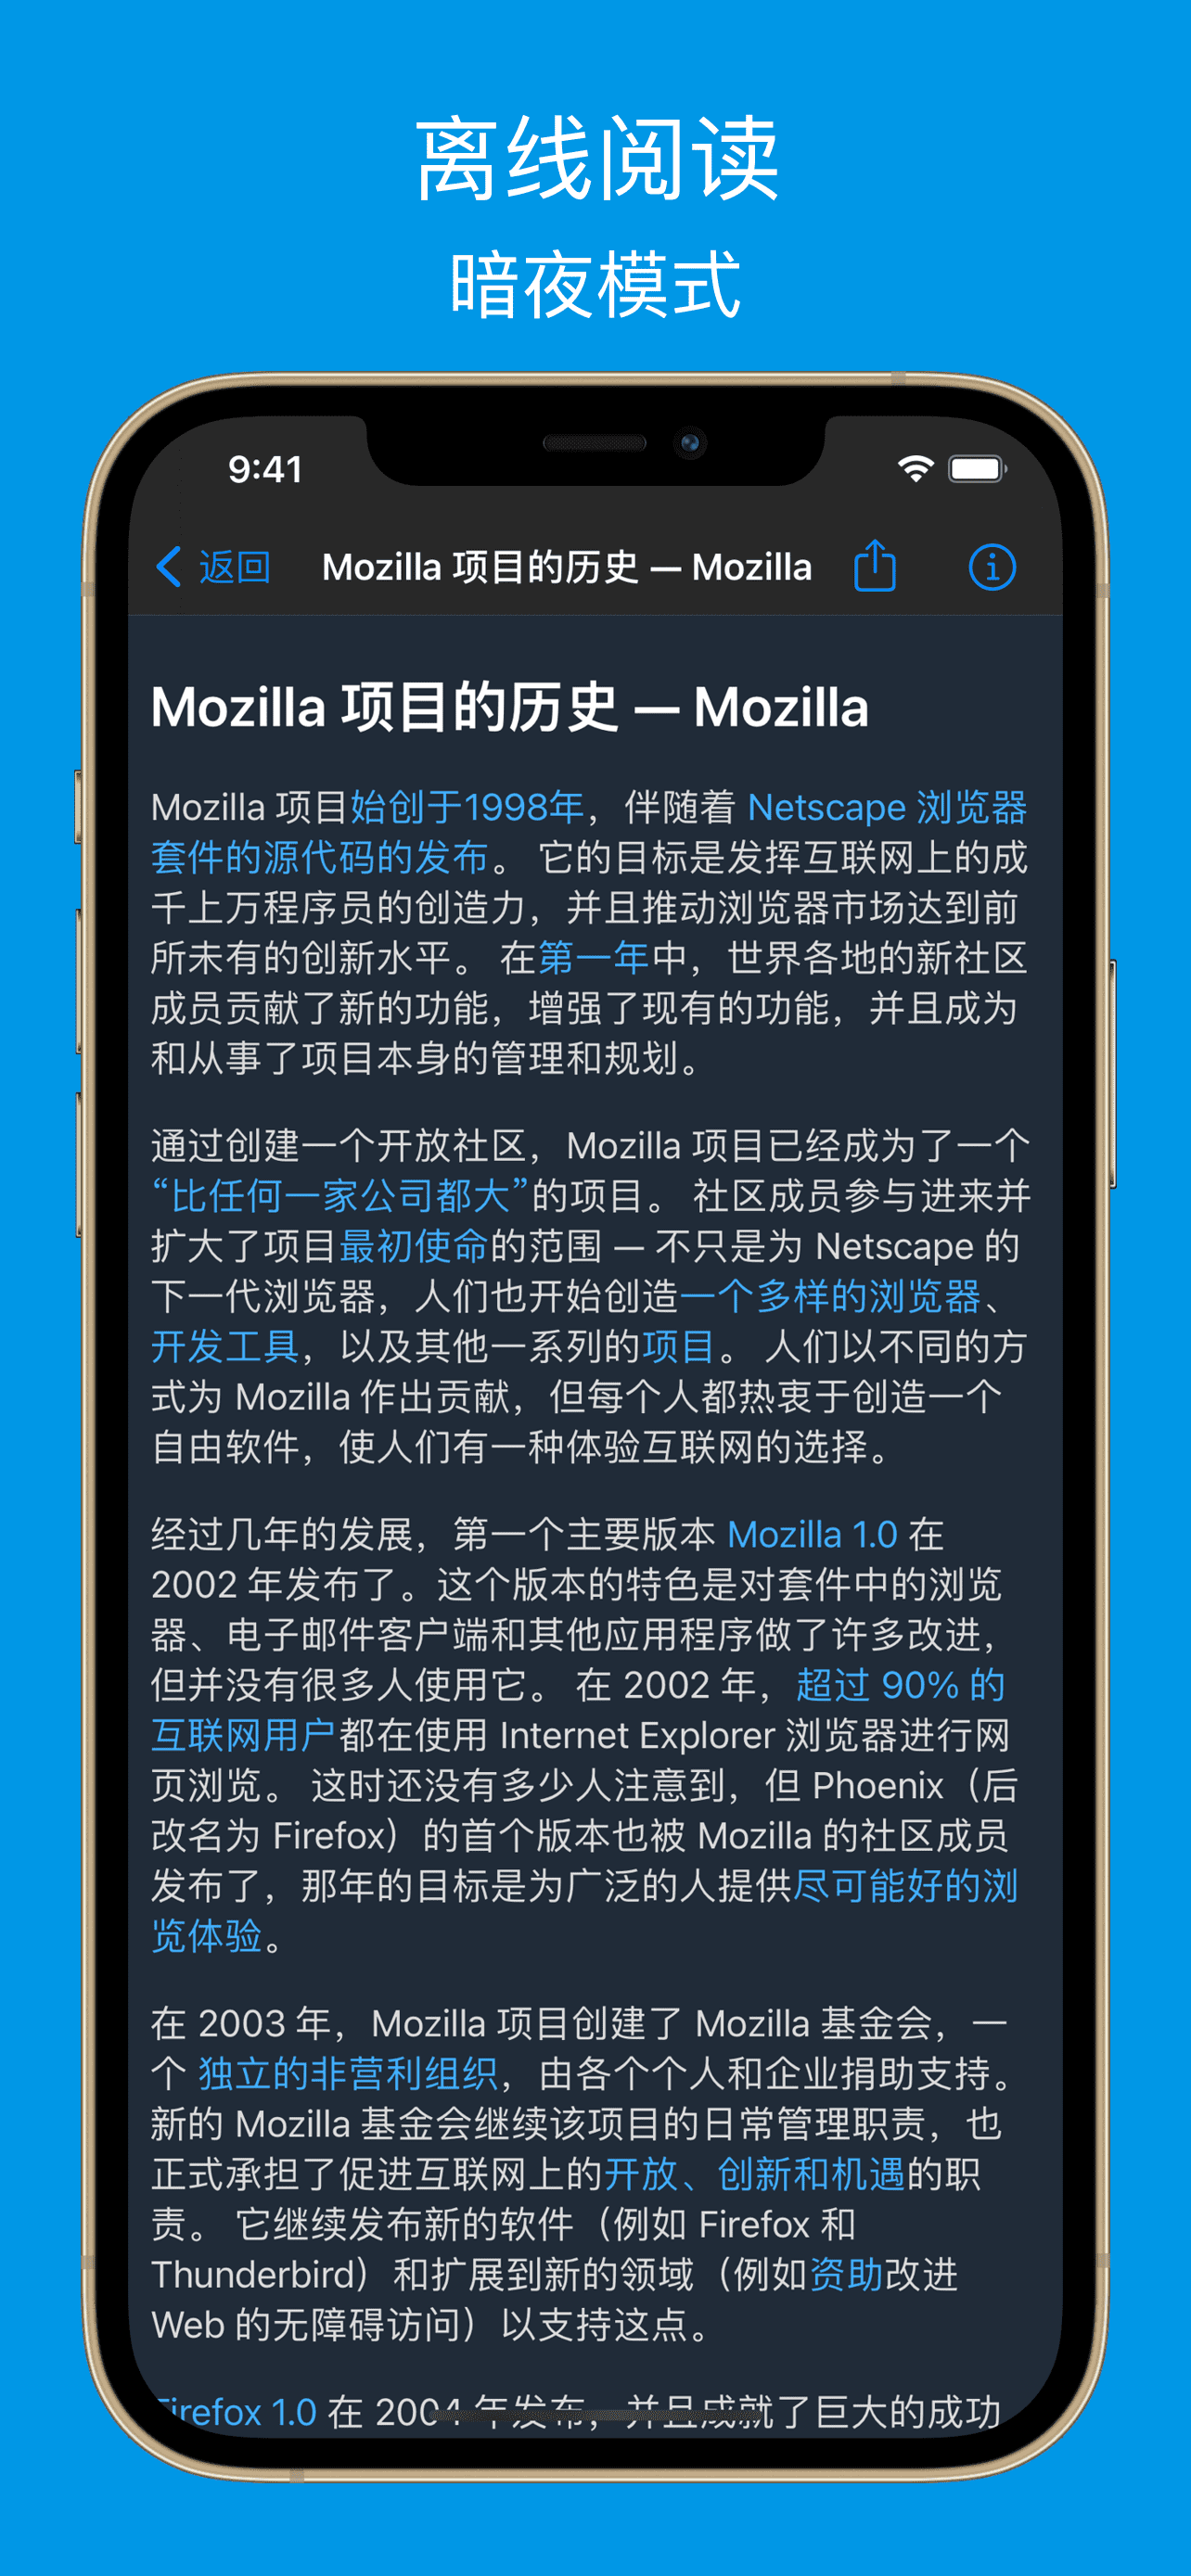 离线阅读
暗夜模式
9:41
返回
Mozilla 项目的历史 — Mozilla
Mozilla 项目的历史 — Mozilla
Mozilla 项目始创于1998年，伴随着 Netscape 浏览器
套件的源代码的发布。 它的目标是发挥互联网上的成
千上万程序员的创造力，并且推动浏览器市场达到前
所未有的创新水平。 在第一年中，世界各地的新社区
成员贡献了新的功能，增强了现有的功能，并且成为
和从事了项目本身的管理和规划。
通过创建一个开放社区，Mozilla 项目已经成为了一个
“比任何一家公司都大”的项目。 社区成员参与进来并
扩大了项目最初使命的范围 — 不只是为 Netscape 的
下一代浏览器，人们也开始创造一个多样的浏览器、
开发工具，以及其他一系列的项目。 人们以不同的方
式为 Mozilla 作出贡献，但每个人都热衷于创造一个
自由软件，使人们有一种体验互联网的选择。
经过几年的发展，第一个主要版本 Mozilla 1.0 在
2002 年发布了。这个版本的特色是对套件中的浏览
器、电子邮件客户端和其他应用程序做了许多改进，
但并没有很多人使用它。 在 2002 年，超过 90% 的
互联网用户都在使用 Internet Explorer 浏览器进行网
页浏览。 这时还没有多少人注意到，但 Phoenix（后
改名为 Firefox）的首个版本也被 Mozilla 的社区成员
发布了，那年的目标是为广泛的人提供尽可能好的浏
览体验。
在 2003 年，Mozilla 项目创建了 Mozilla 基金会，一
个 独立的非营利组织，由各个个人和企业捐助支持。
新的 Mozilla 基金会继续该项目的日常管理职责，也
正式承担了促进互联网上的开放、创新和机遇的职
责。 它继续发布新的软件（例如 Firefox 和
Thunderbird）和扩展到新的领域（例如资助改进
Web 的无障碍访问）以支持这点。
Firefox 1.0 在 2004 年发布，并且成就了巨大的成功